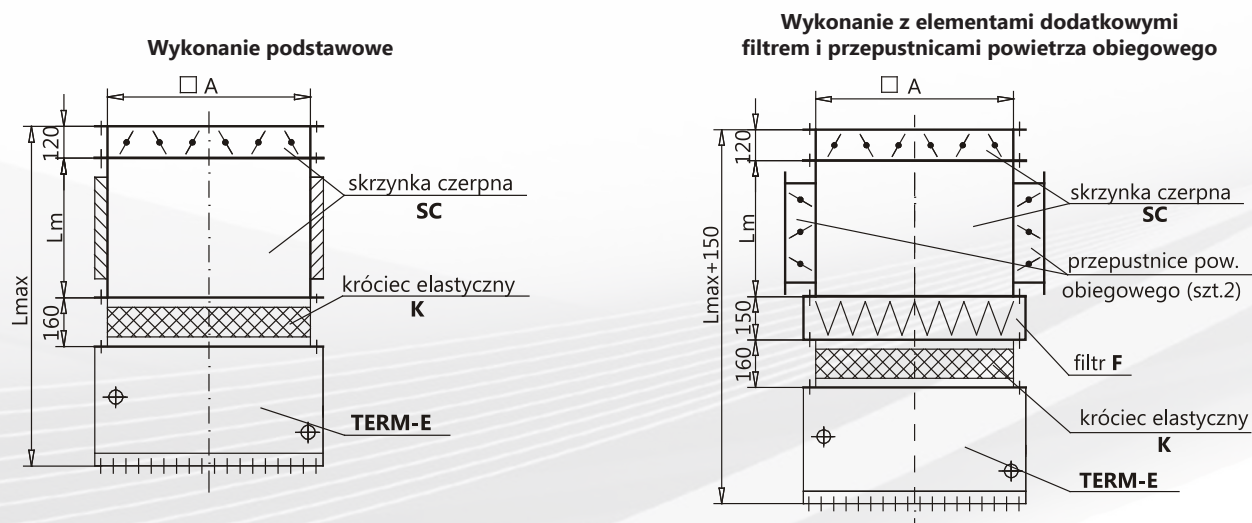 Wykonanie podstawowe
□ A
120
Lm
Lmax
160
skrzynka czerpna
SC
króciec elastyczny
K
TERM-E
Wykonanie z elementami dodatkowymi
filtrem i przepustnicami powietrza obiegowego
□ A
120
Lm
Lmax+150
150
160
skrzynka czerpna
SC
przepustnice pow.
obiegowego (szt.2)
filtr F
króciec elastyczny
K
TERM-E